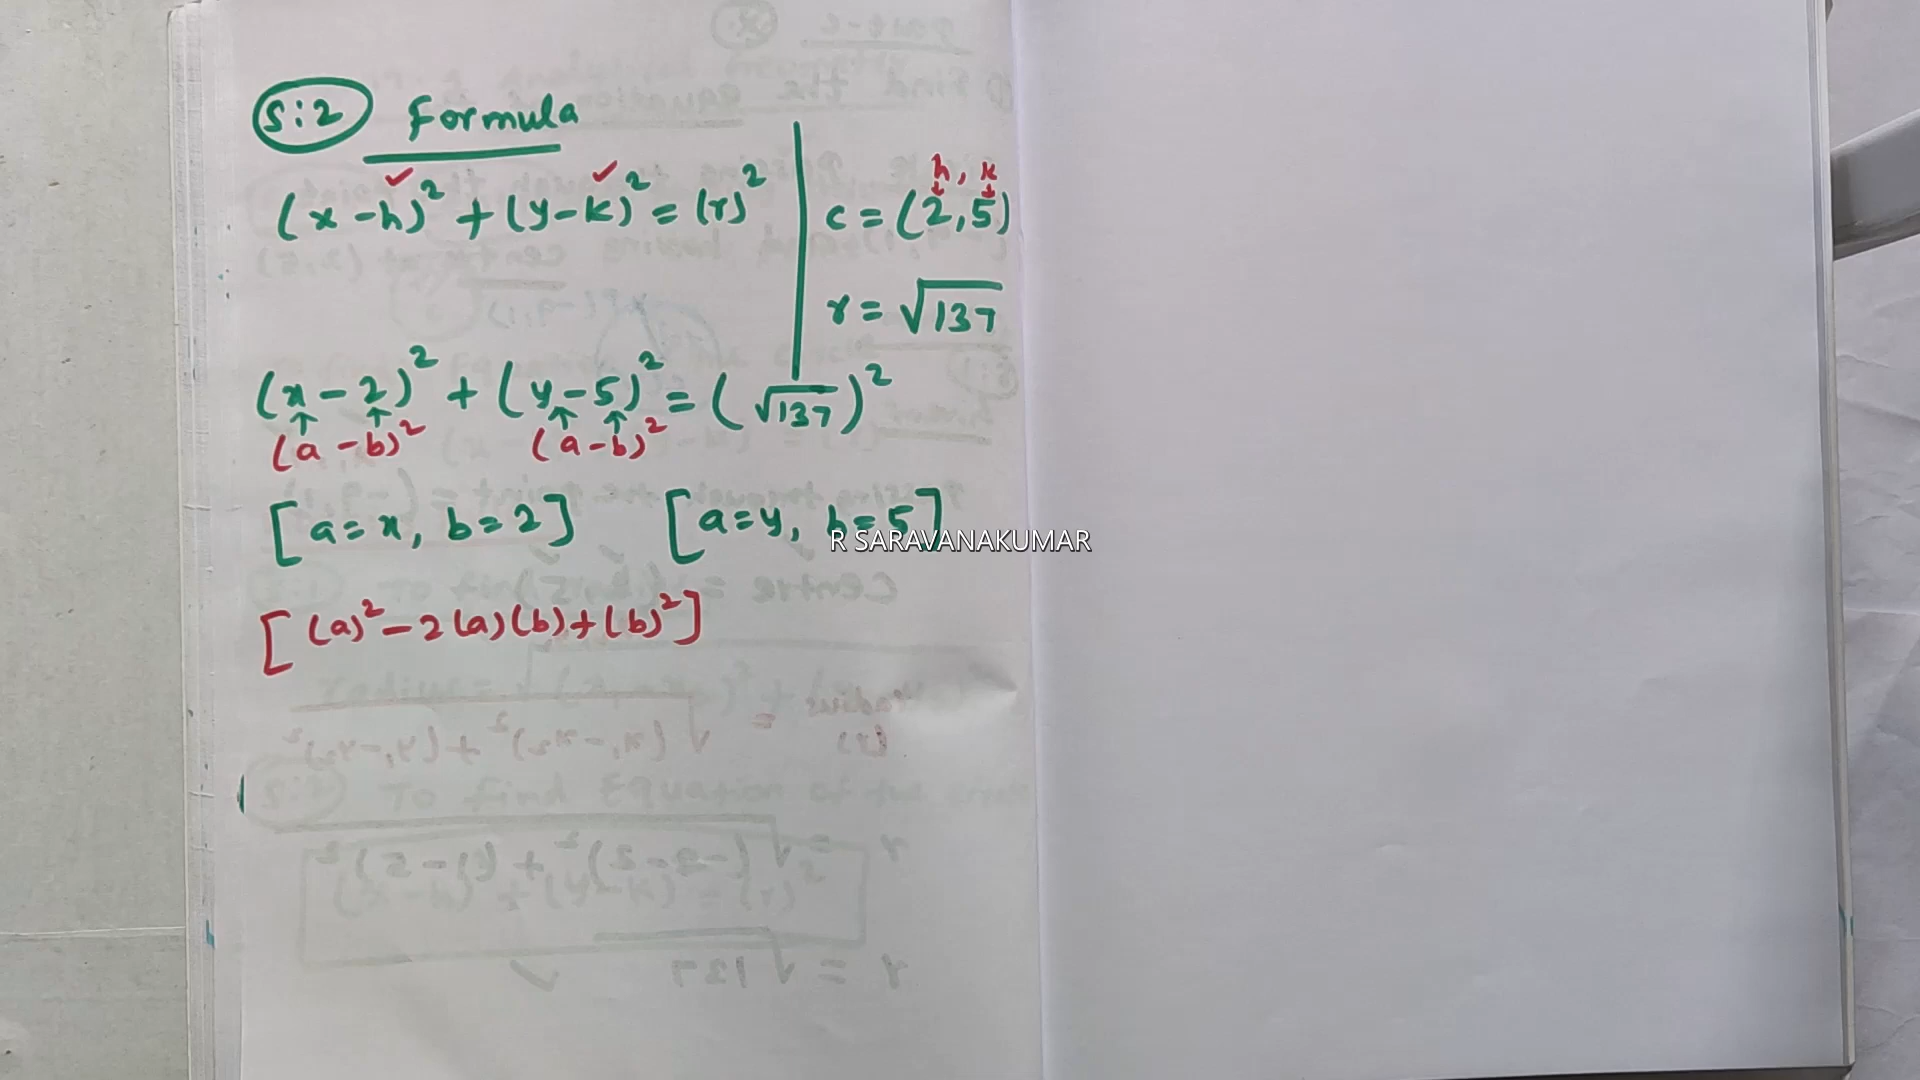 S:2 Formula
(x-h)² + (y-k)² = (r)²
h, k
c = (2,5)
r = √137
(x-2)² + (y-5)² = (√137)²
(a-b)² (a-b)²
[a=x, b=2] [a=y, b=5]
R SARAVANAKUMAR
[(a)²-2(a)(b)+(b)²]